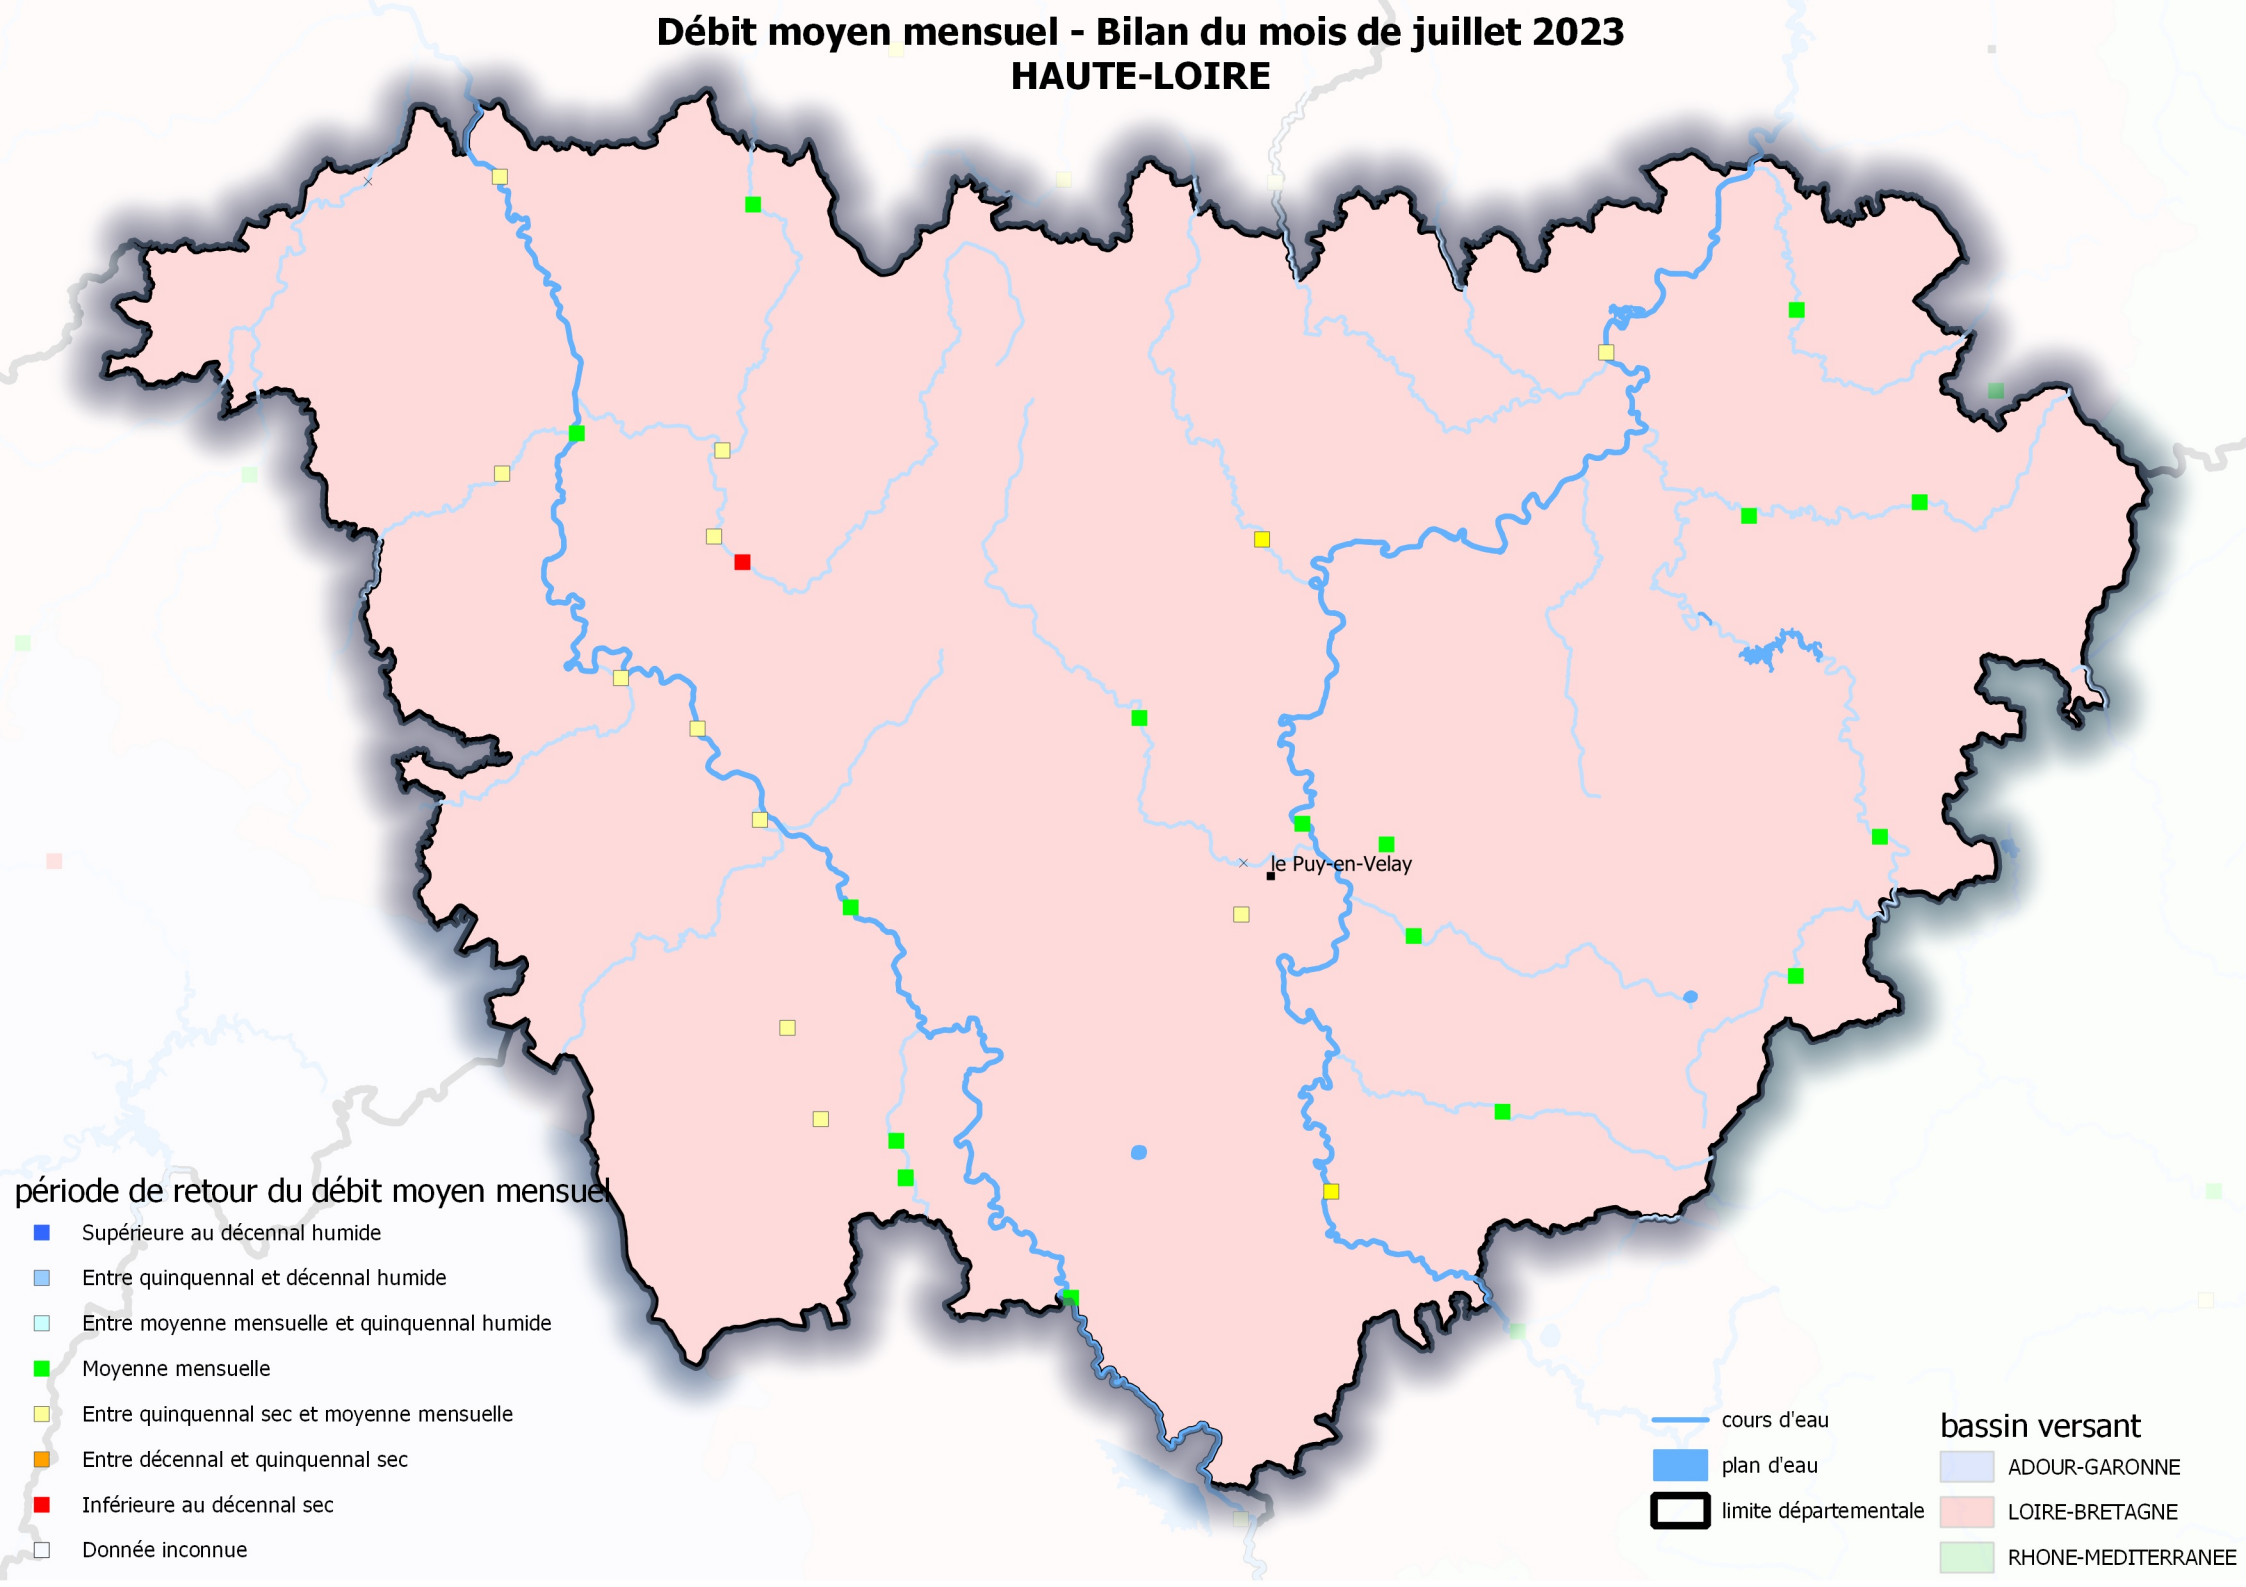 Débit moyen mensuel - Bilan du mois de juillet 2023
HAUTE-LOIRE
le Puy-en-Velay
période de retour du débit moyen mensuel
Supérieure au décennal humide
Entre quinquennal et décennal humide
Entre moyenne mensuelle et quinquennal humide
Moyenne mensuelle
Entre quinquennal sec et moyenne mensuelle
Entre décennal et quinquennal sec
Inférieure au décennal sec
Donnée inconnue
cours d'eau
plan d'eau
limite départementale
bassin versant
ADOUR-GARONNE
LOIRE-BRETAGNE
RHONE-MEDITERRANEE